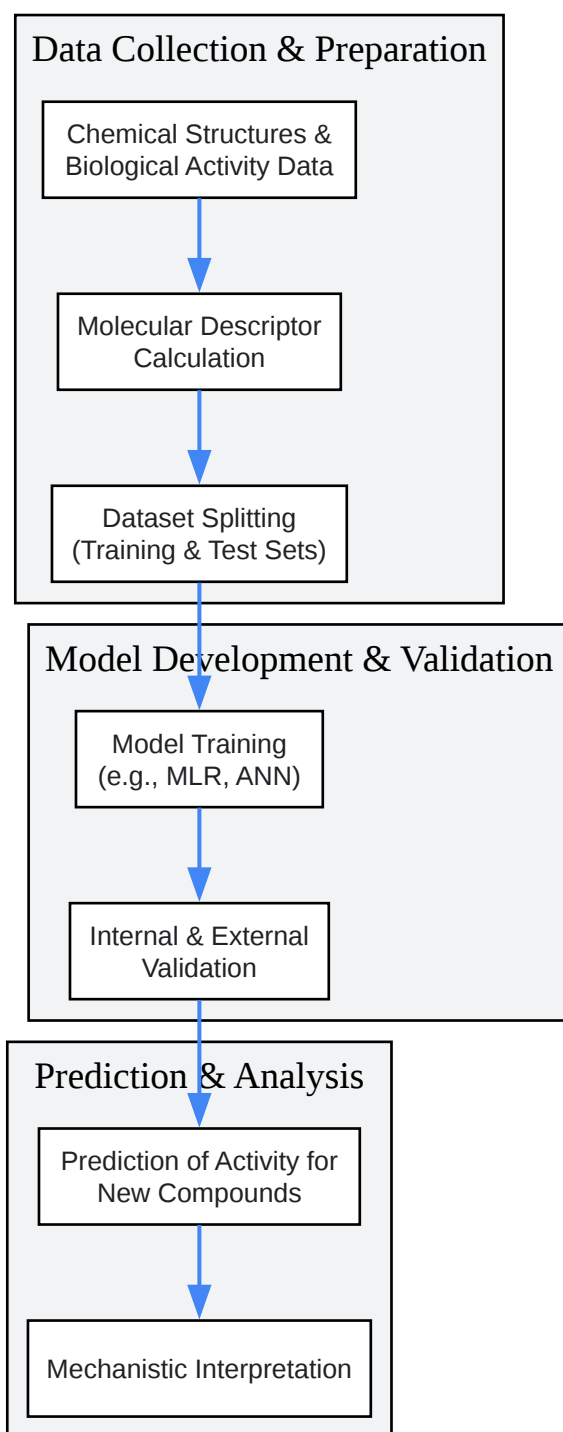 Data Collection & Preparation
Chemical Structures &
Biological Activity Data
Molecular Descriptor
Calculation
Dataset Splitting
(Training & Test Sets)
Model Development & Validation
Model Training
(e.g., MLR, ANN)
Internal & External
Validation
Prediction & Analysis
Prediction of Activity for
New Compounds
Mechanistic Interpretation